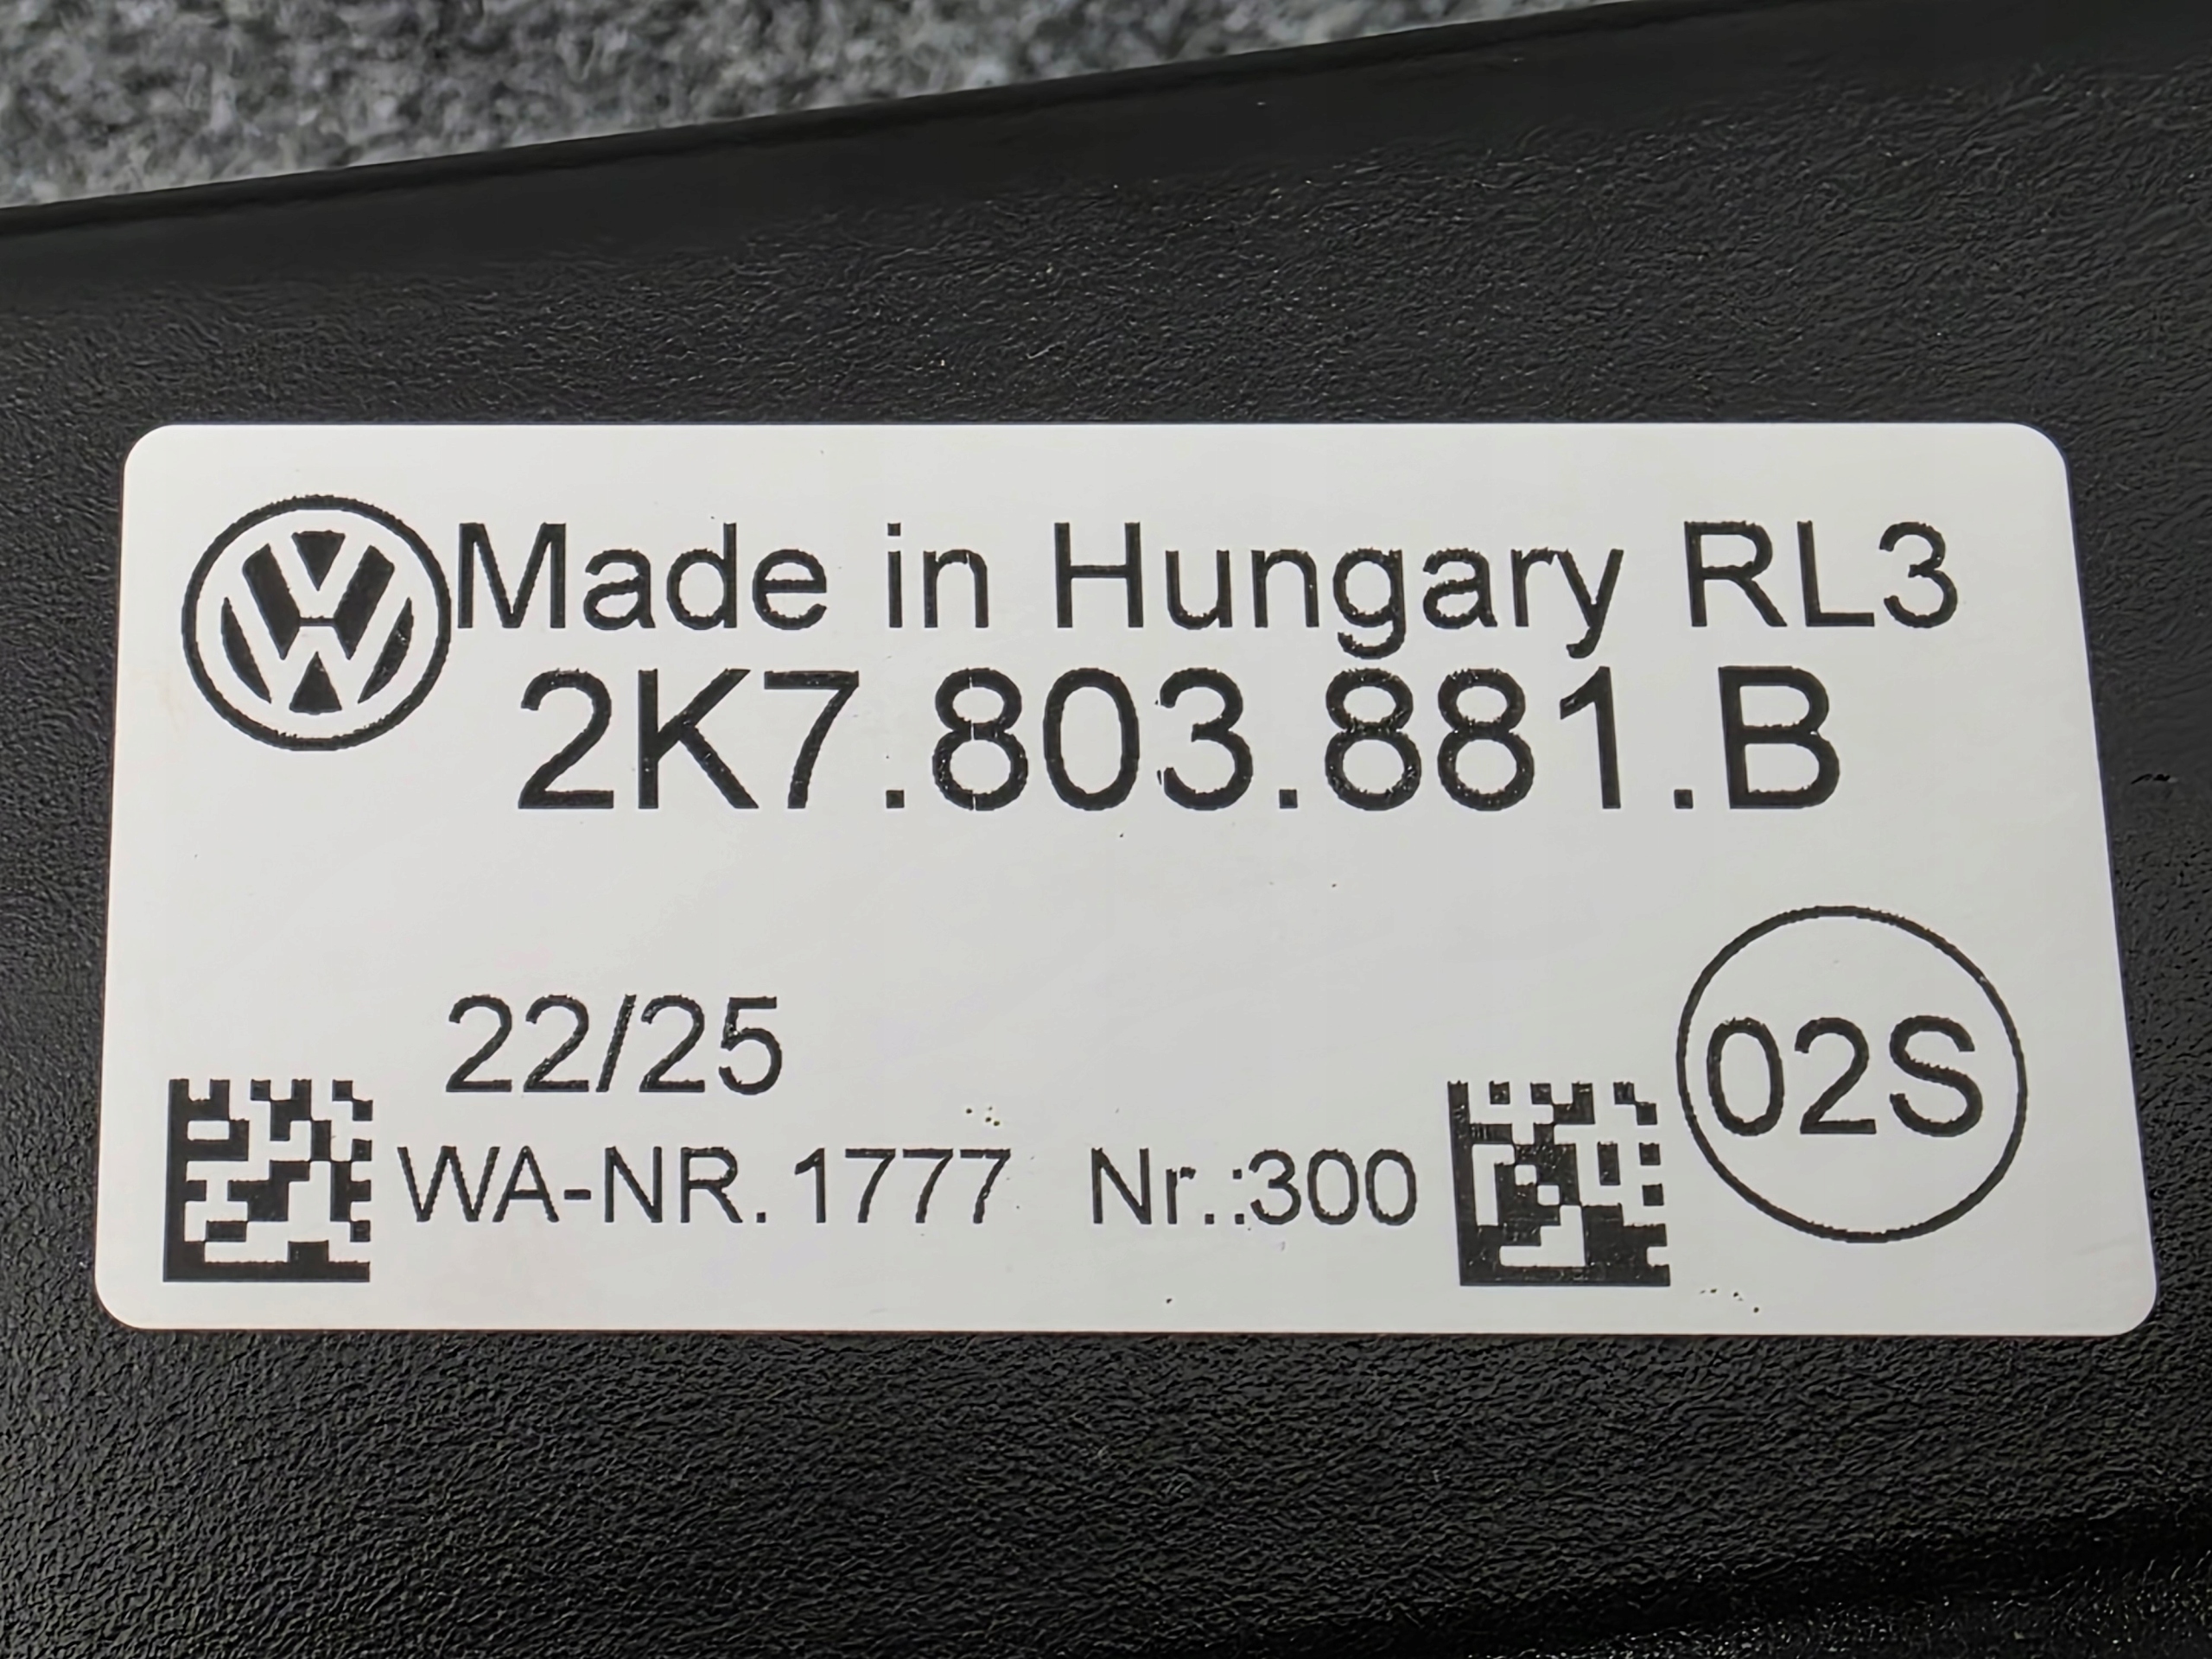 Made in Hungary RL3
2K7.803.881.B
22/25
02S
WA-NR. 1777 Nr.:300